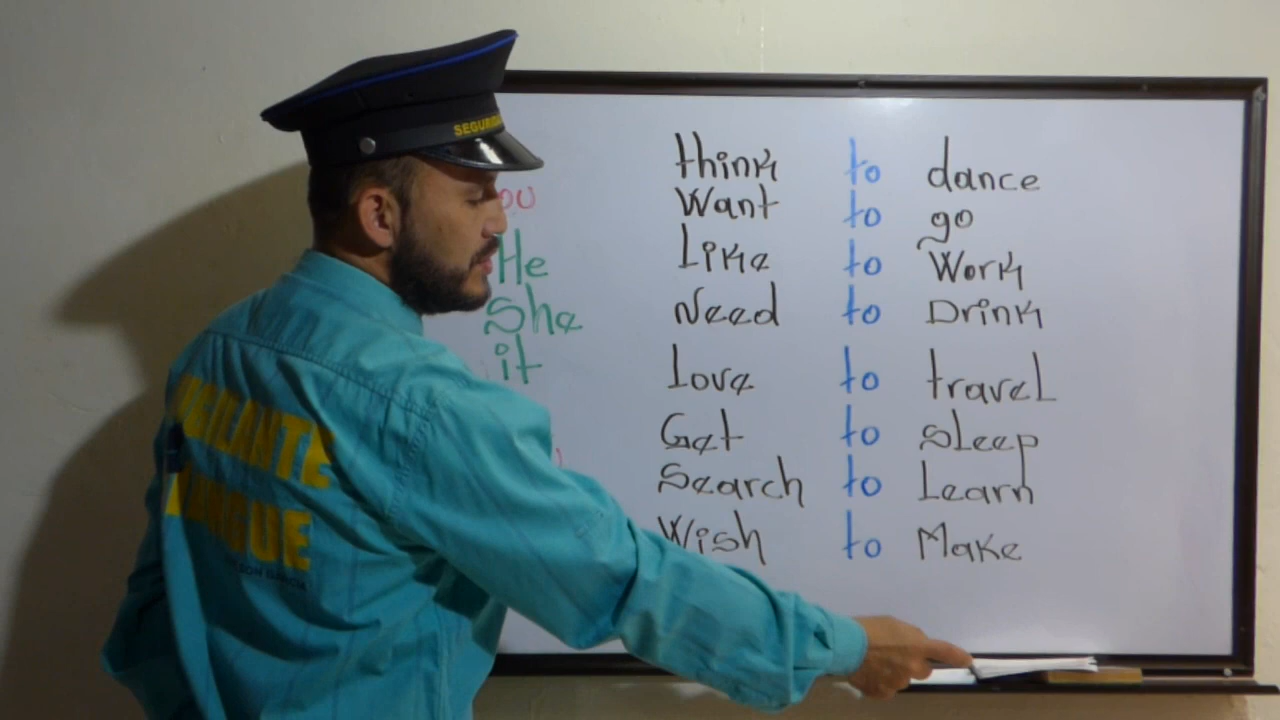 think to dance
Want to go
He Like to Work
She Need to Drink
it Love to travel
Get to Sleep
Search to Learn
Wish to Make